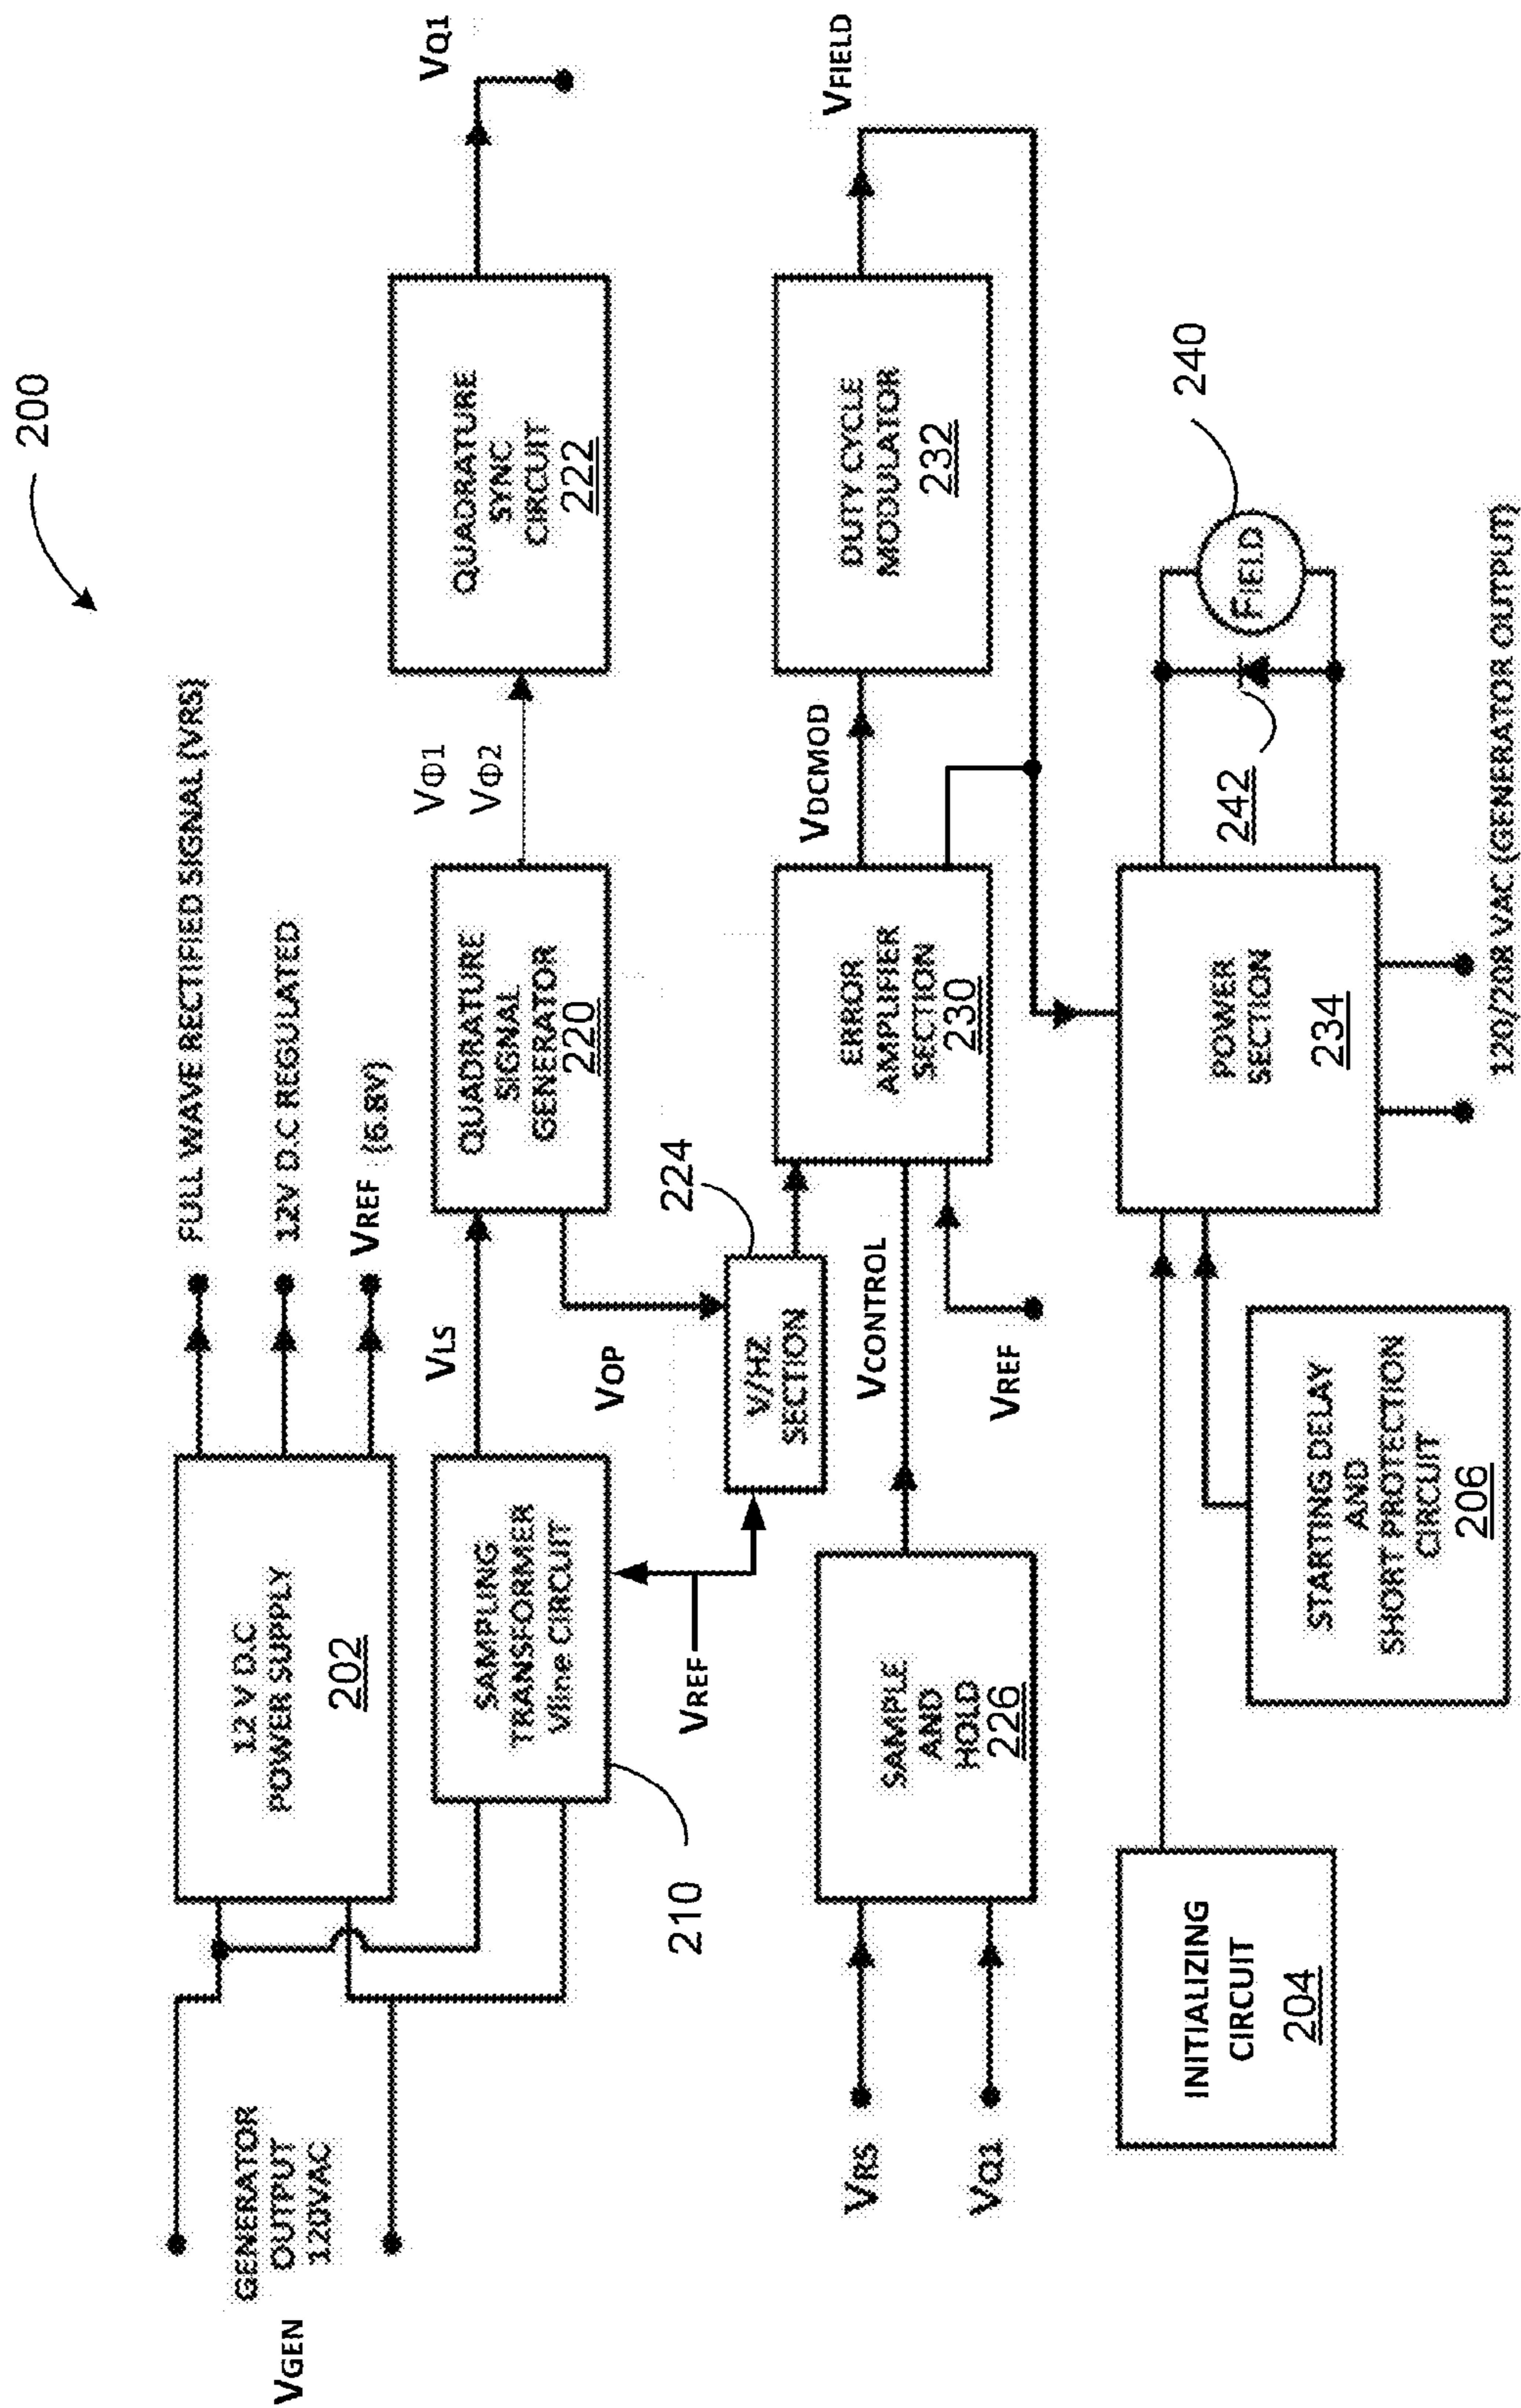 200
VGEN
GENERATOR
OUTPUT
120VAC
12 V D.C
POWER SUPPLY
202
FULL WAVE RECTIFIED SIGNAL (VRS)
12V D.C REGULATED
VREF (6.8V)
SAMPLING
TRANSFORMER
Vline CIRCUIT
210
VLS
VREF
QUADRATURE
SIGNAL
GENERATOR
220
VΦ1
VΦ2
QUADRATURE
SYNC
CIRCUIT
222
VQ1
VOP
V/HZ
SECTION
224
VRS
VQ1
SAMPLE
AND
HOLD
226
VCONTROL
VREF
ERROR
AMPLIFIER
SECTION
230
VDCMOD
DUTY CYCLE
MODULATOR
232
VFIELD
INITIALIZING
CIRCUIT
204
STARTING DELAY
AND
SHORT PROTECTION
CIRCUIT
206
POWER
SECTION
234
242
FIELD
240
120/208 VAC (GENERATOR OUTPUT)